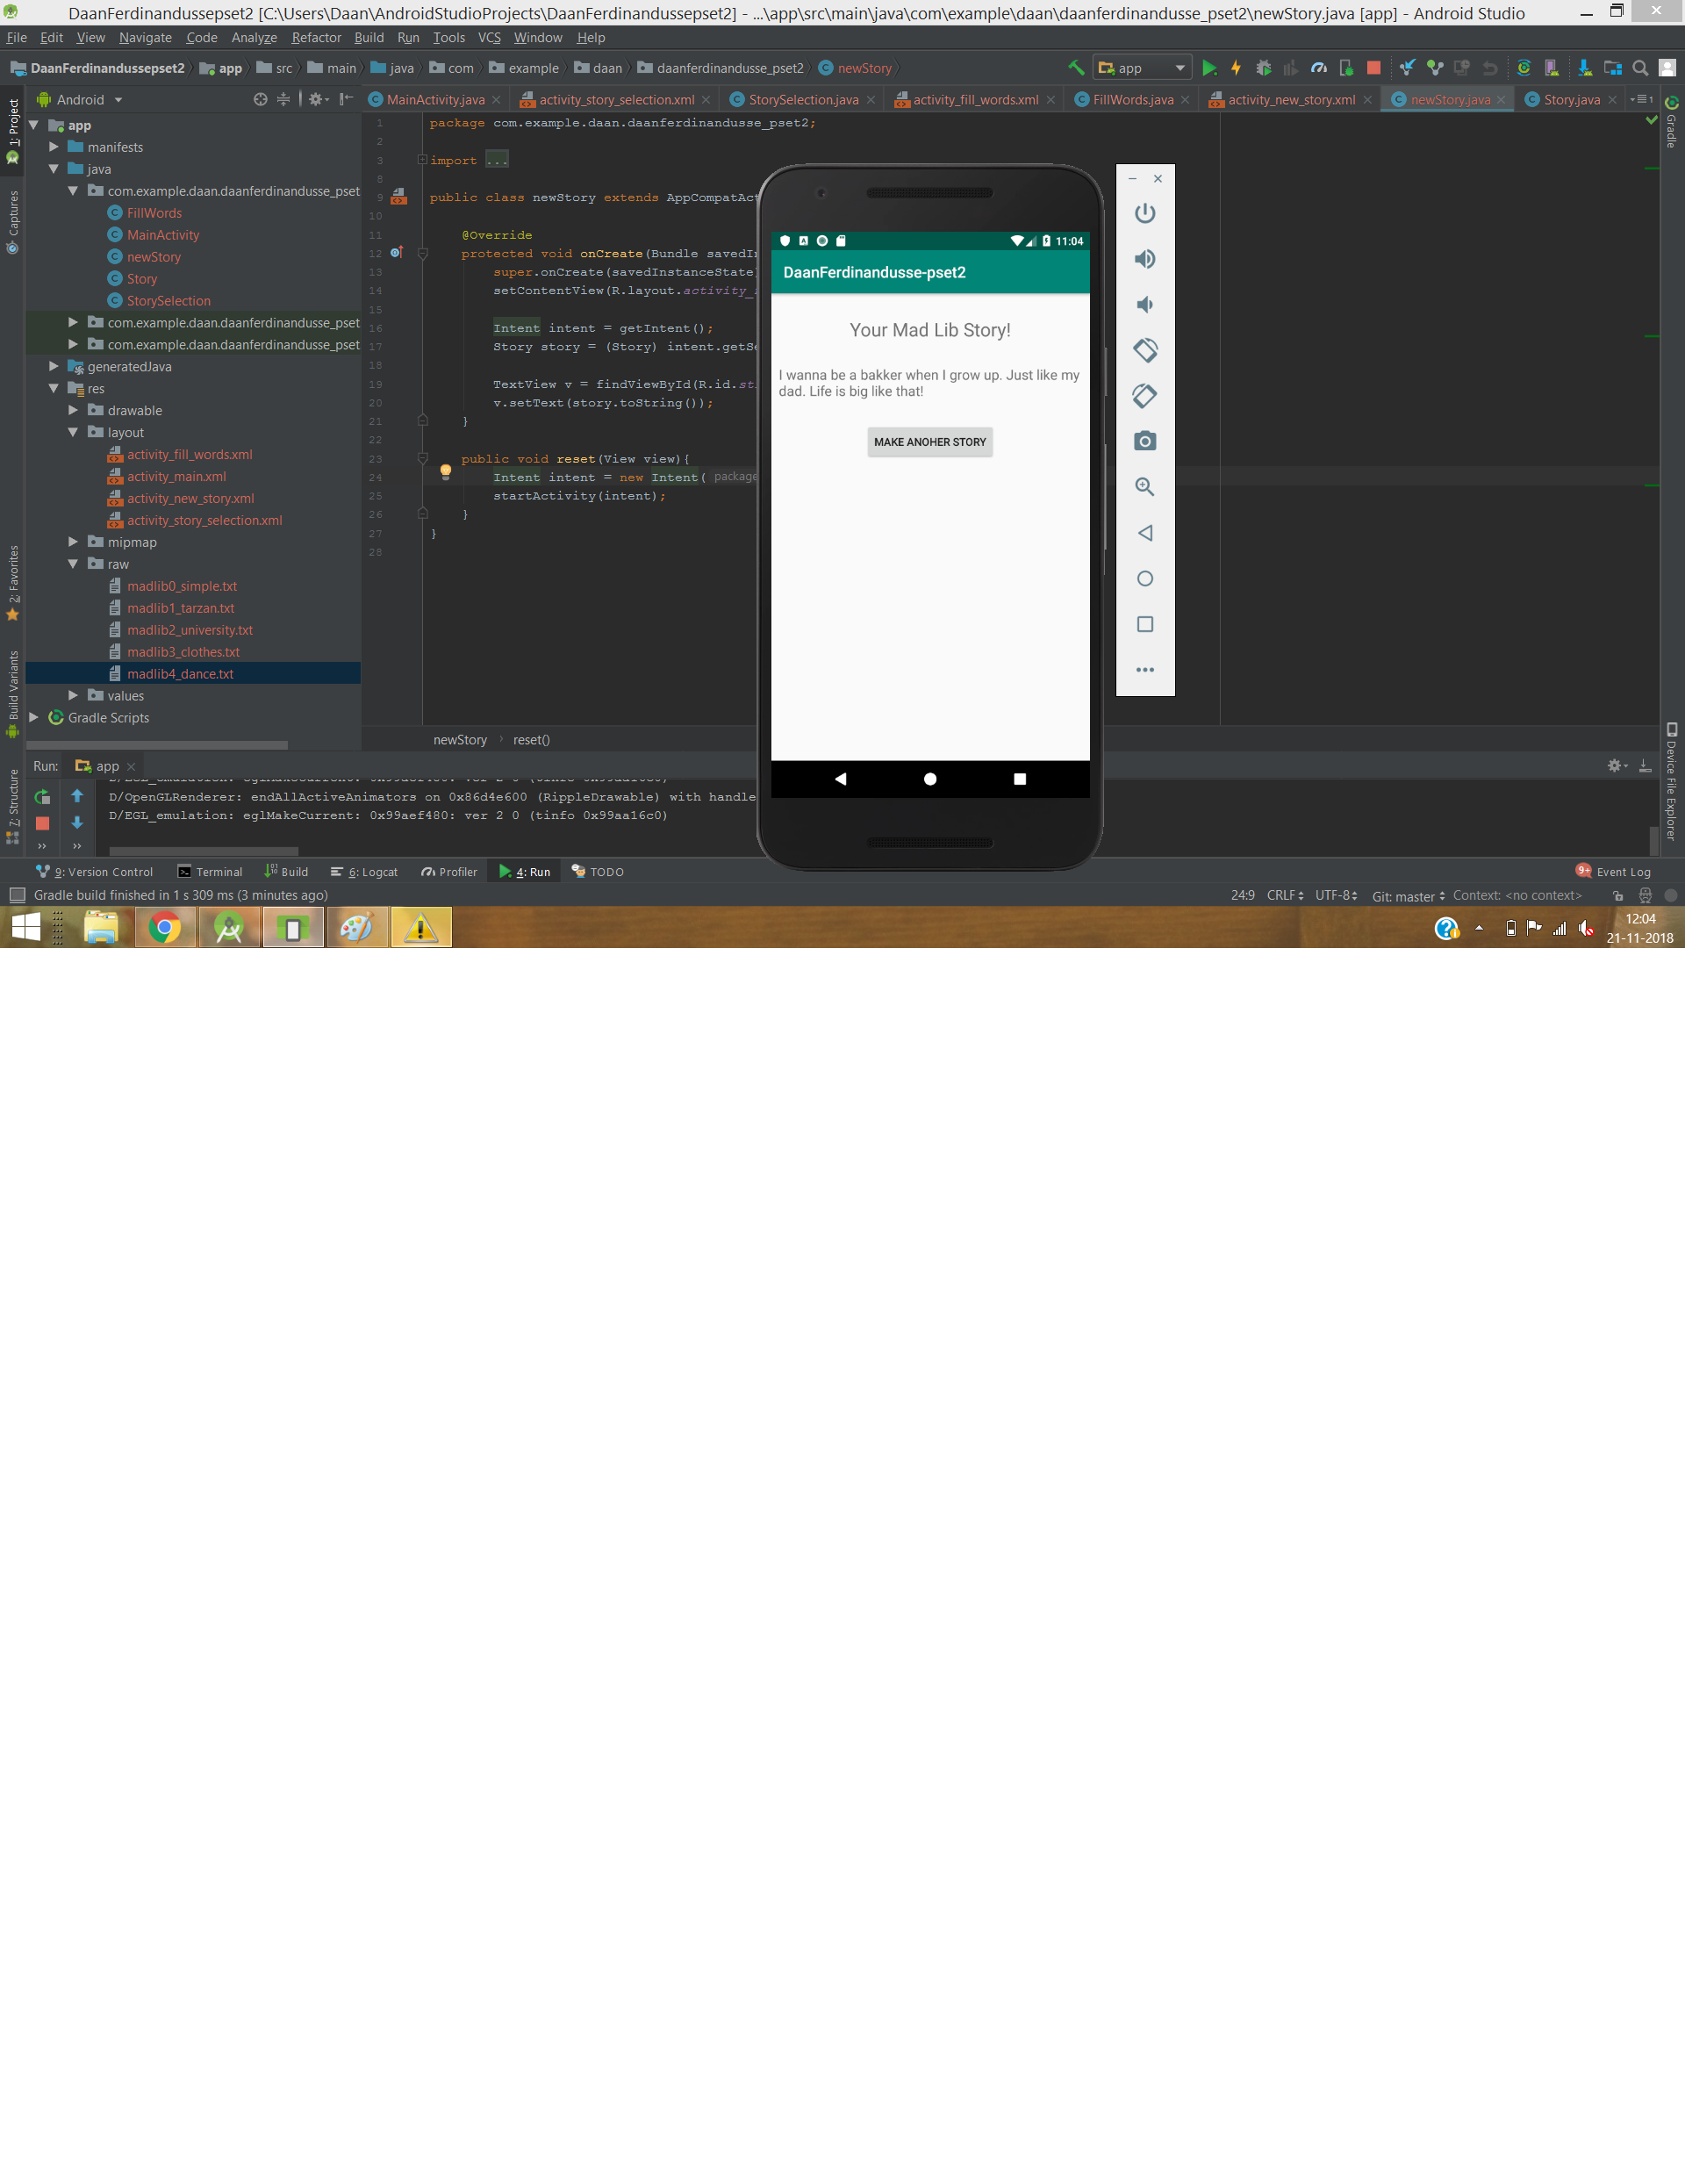 DaanFerdinandussepset2 [C:\Users\Daan\AndroidStudioProjects\DaanFerdinandussepset2] - ...\app\src\main\java\com\example\daan\daanferdinandusse_pset2\newStory.java [app] - Android Studio
File Edit View Navigate Code Analyze Refactor Build Run Tools VCS Window Help
DaanFerdinandussepset2 app src main java com example daan daanferdinandusse_pset2 newStory app
Android
MainActivity.java activity_story_selection.xml StorySelection.java activity_fill_words.xml FillWords.java activity_new_story.xml newStory.java Story.java 1
1: Project
Captures
2: Favorites
Build Variants
7: Structure
app
manifests
java
com.example.daan.daanferdinandusse_pset
FillWords
MainActivity
newStory
Story
StorySelection
com.example.daan.daanferdinandusse_pset
com.example.daan.daanferdinandusse_pset
generatedJava
res
drawable
layout
activity_fill_words.xml
activity_main.xml
activity_new_story.xml
activity_story_selection.xml
mipmap
raw
madlib0_simple.txt
madlib1_tarzan.txt
madlib2_university.txt
madlib3_clothes.txt
madlib4_dance.txt
values
Gradle Scripts
1 package com.example.daan.daanferdinandusse_pset2;
2
3 import ...
8
9 public class newStory extends AppCompatAct
10
11 @Override
12 protected void onCreate(Bundle savedIn
13 super.onCreate(savedInstanceState)
14 setContentView(R.layout.activity_
15
16 Intent intent = getIntent();
17 Story story = (Story) intent.getSe
18
19 TextView v = findViewById(R.id.st
20 v.setText(story.toString());
21 }
22
23 public void reset(View view){
24 Intent intent = new Intent( package
25 startActivity(intent);
26 }
27 }
28
newStory reset()
11:04
DaanFerdinandusse-pset2
Your Mad Lib Story!
I wanna be a bakker when I grow up. Just like my
dad. Life is big like that!
MAKE ANOHER STORY
Gradle
Device File Explorer
Run: app
D/OpenGLRenderer: endAllActiveAnimators on 0x86d4e600 (RippleDrawable) with handle
D/EGL_emulation: eglMakeCurrent: 0x99aef480: ver 2 0 (tinfo 0x99aa16c0)
9: Version Control Terminal Build 6: Logcat Profiler 4: Run TODO 9+ Event Log
Gradle build finished in 1 s 309 ms (3 minutes ago) 24:9 CRLF UTF-8 Git: master Context: <no context>
12:04
21-11-2018